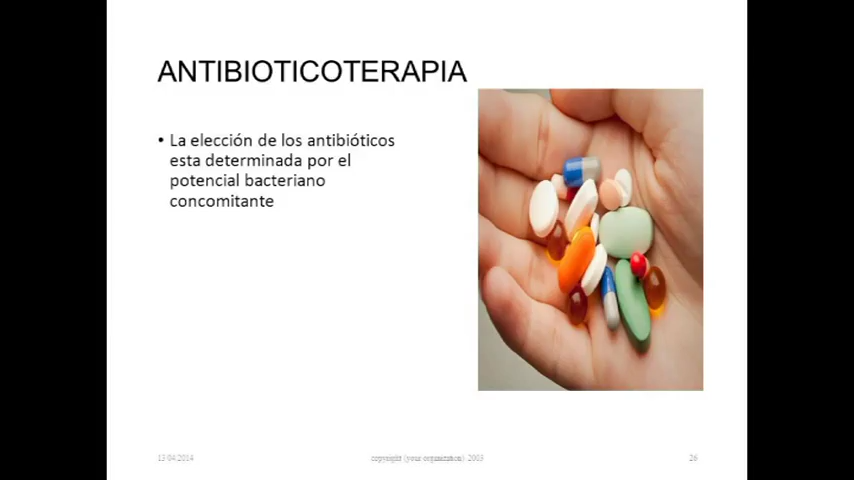 ANTIBIOTICOTERAPIA
• La elección de los antibióticos
esta determinada por el
potencial bacteriano
concomitante
13/04/2014
copyright (your organization) 2003
26